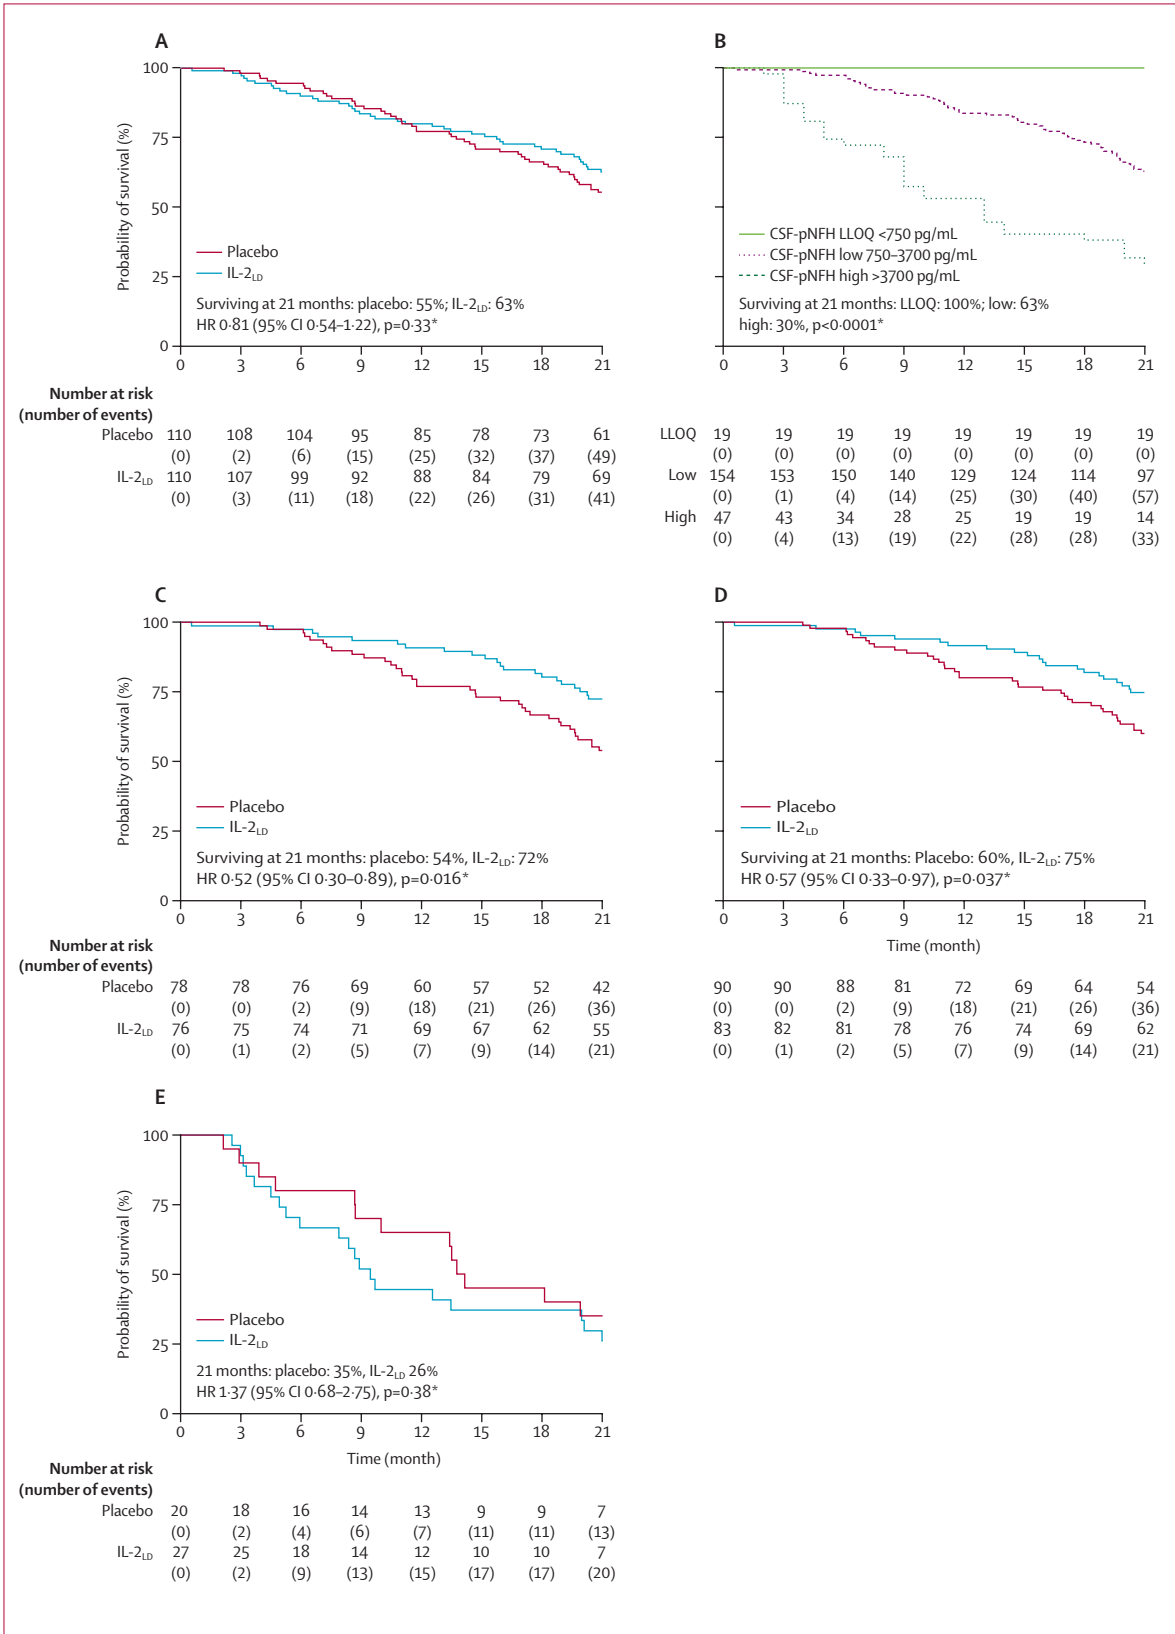 A
100
75
50
25
0
Probability of survival (%)
Placebo
IL-2LD
Surviving at 21 months: placebo: 55%; IL-2LD: 63%
HR 0·81 (95% CI 0·54–1·22), p=0·33*
0 3 6 9 12 15 18 21
Number at risk
(number of events)
Placebo 110 108 104 95 85 78 73 61
(0) (2) (6) (15) (25) (32) (37) (49)
IL-2LD 110 107 99 92 88 84 79 69
(0) (3) (11) (18) (22) (26) (31) (41)
B
CSF-pNFH LLOQ <750 pg/mL
CSF-pNFH low 750–3700 pg/mL
CSF-pNFH high >3700 pg/mL
Surviving at 21 months: LLOQ: 100%; low: 63%
high: 30%, p<0·0001*
0 3 6 9 12 15 18 21
LLOQ 19 19 19 19 19 19 19 19
(0) (0) (0) (0) (0) (0) (0) (0)
Low 154 153 150 140 129 124 114 97
(0) (1) (4) (14) (25) (30) (40) (57)
High 47 43 34 28 25 19 19 14
(0) (4) (13) (19) (22) (28) (28) (33)
C
100
75
50
25
0
Probability of survival (%)
Placebo
IL-2LD
Surviving at 21 months: placebo: 54%, IL-2LD: 72%
HR 0·52 (95% CI 0·30–0·89), p=0·016*
0 3 6 9 12 15 18 21
Number at risk
(number of events)
Placebo 78 78 76 69 60 57 52 42
(0) (0) (2) (9) (18) (21) (26) (36)
IL-2LD 76 75 74 71 69 67 62 55
(0) (1) (2) (5) (7) (9) (14) (21)
D
Placebo
IL-2LD
Surviving at 21 months: Placebo: 60%, IL-2LD: 75%
HR 0·57 (95% CI 0·33–0·97), p=0·037*
0 3 6 9 12 15 18 21
Time (month)
90 90 88 81 72 69 64 54
(0) (0) (2) (9) (18) (21) (26) (36)
83 82 81 78 76 74 69 62
(0) (1) (2) (5) (7) (9) (14) (21)
E
100
75
50
25
0
Probability of survival (%)
Placebo
IL-2LD
21 months: placebo: 35%, IL-2LD 26%
HR 1·37 (95% CI 0·68–2·75), p=0·38*
0 3 6 9 12 15 18 21
Time (month)
Number at risk
(number of events)
Placebo 20 18 16 14 13 9 9 7
(0) (2) (4) (6) (7) (11) (11) (13)
IL-2LD 27 25 18 14 12 10 10 7
(0) (2) (9) (13) (15) (17) (17) (20)